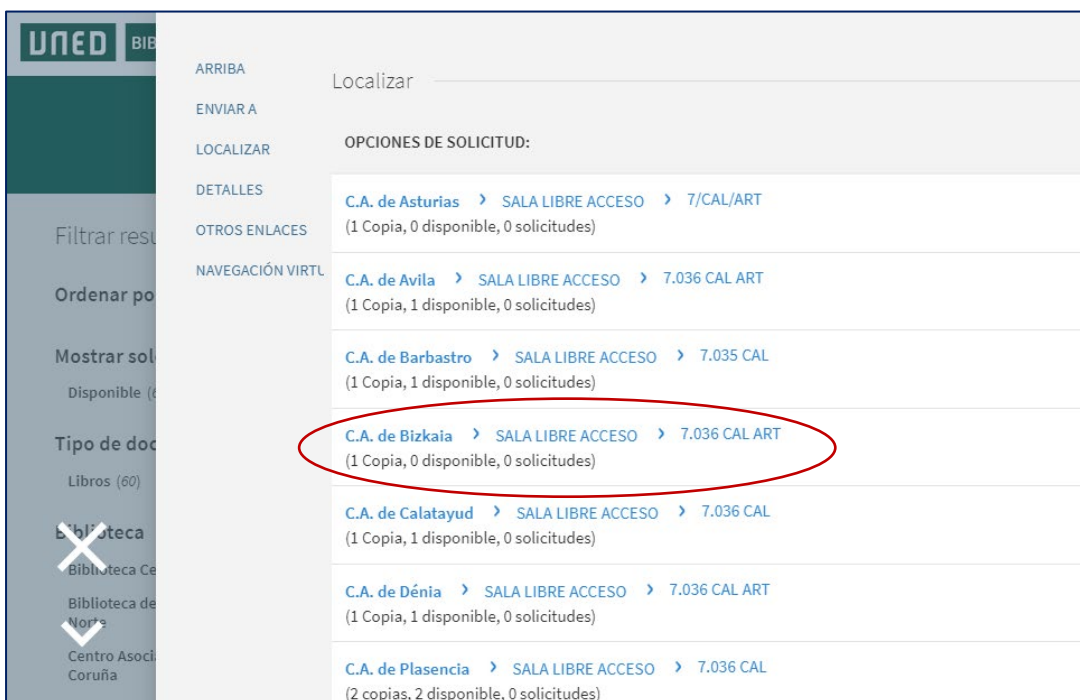 UNED BIB
ARRIBA
ENVIAR A
LOCALIZAR
DETALLES
OTROS ENLACES
NAVEGACIÓN VIRTU
Filtrar resu
Ordenar po
Mostrar sol
Disponible (6
Tipo de doc
Libros (60)
Biblioteca
Biblioteca Ce
Biblioteca de
Norte
Centro Asocia
Coruña
Localizar
OPCIONES DE SOLICITUD:
C.A. de Asturias > SALA LIBRE ACCESO > 7/CAL/ART
(1 Copia, 0 disponible, 0 solicitudes)
C.A. de Avila > SALA LIBRE ACCESO > 7.036 CAL ART
(1 Copia, 1 disponible, 0 solicitudes)
C.A. de Barbastro > SALA LIBRE ACCESO > 7.035 CAL
(1 Copia, 1 disponible, 0 solicitudes)
C.A. de Bizkaia > SALA LIBRE ACCESO > 7.036 CAL ART
(1 Copia, 0 disponible, 0 solicitudes)
C.A. de Calatayud > SALA LIBRE ACCESO > 7.036 CAL
(1 Copia, 1 disponible, 0 solicitudes)
C.A. de Dénia > SALA LIBRE ACCESO > 7.036 CAL ART
(1 Copia, 1 disponible, 0 solicitudes)
C.A. de Plasencia > SALA LIBRE ACCESO > 7.036 CAL
(2 copias, 2 disponible, 0 solicitudes)